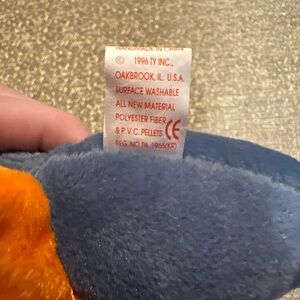 HANDMADE IN CHINA
© 1996 TY INC.,
OAKBROOK, IL. U.S.A.
SURFACE WASHABLE
ALL NEW MATERIAL
POLYESTER FIBER
& P.V.C. PELLETS CE
REG. NO PA. 1965(KR)